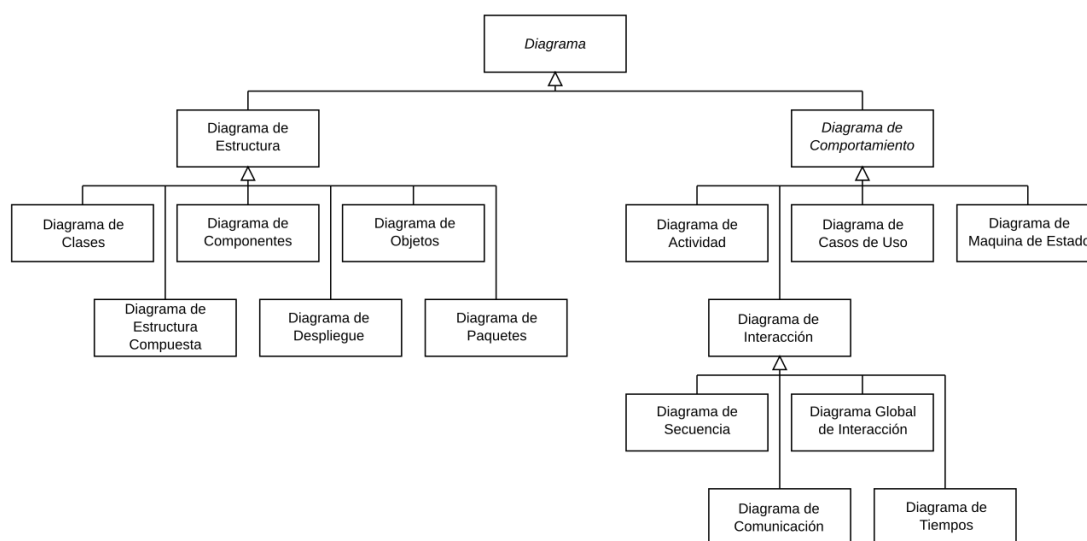 Diagrama
Diagrama de
Estructura
Diagrama de
Comportamiento
Diagrama de
Clases
Diagrama de
Componentes
Diagrama de
Objetos
Diagrama de
Actividad
Diagrama de
Casos de Uso
Diagrama de
Maquina de Estado
Diagrama de
Estructura
Compuesta
Diagrama de
Despliegue
Diagrama de
Paquetes
Diagrama de
Interacción
Diagrama de
Secuencia
Diagrama Global
de Interacción
Diagrama de
Comunicación
Diagrama de
Tiempos